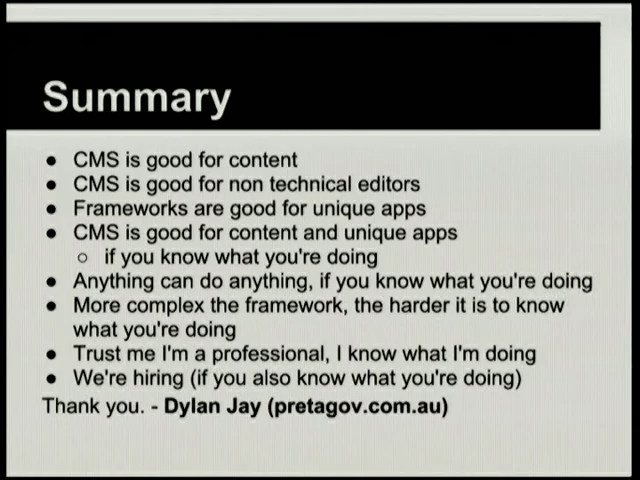 Summary
● CMS is good for content
● CMS is good for non technical editors
● Frameworks are good for unique apps
● CMS is good for content and unique apps
○ if you know what you're doing
● Anything can do anything, if you know what you're doing
● More complex the framework, the harder it is to know
what you're doing
● Trust me I'm a professional, I know what I'm doing
● We're hiring (if you also know what you're doing)
Thank you. - Dylan Jay (pretagov.com.au)